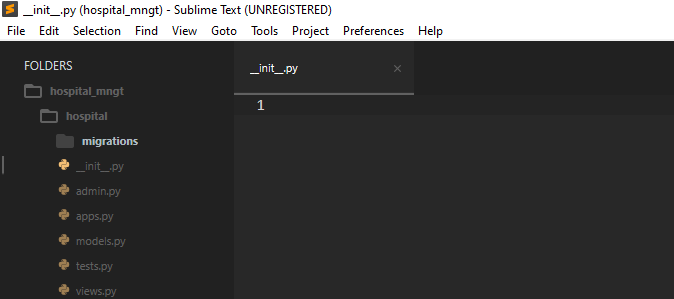 __init__.py (hospital_mngt) - Sublime Text (UNREGISTERED)
File Edit Selection Find View Goto Tools Project Preferences Help
FOLDERS
hospital_mngt
hospital
migrations
__init__.py
admin.py
apps.py
models.py
tests.py
views.py
__init__.py ×
1